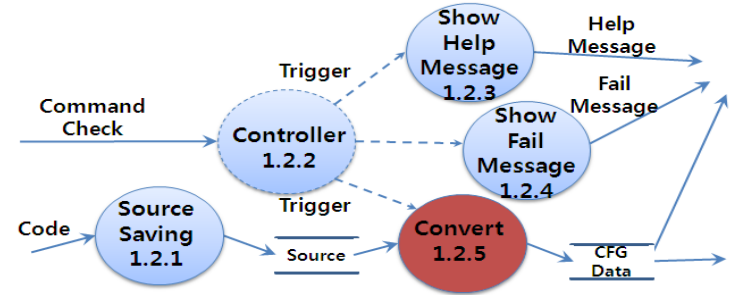 Show
Help
Message
1.2.3
Help
Message
Trigger
Fail
Message
Command
Check
Controller
1.2.2
Show
Fail
Message
1.2.4
Trigger
Code
Source
Saving
1.2.1
Source
Convert
1.2.5
CFG
Data